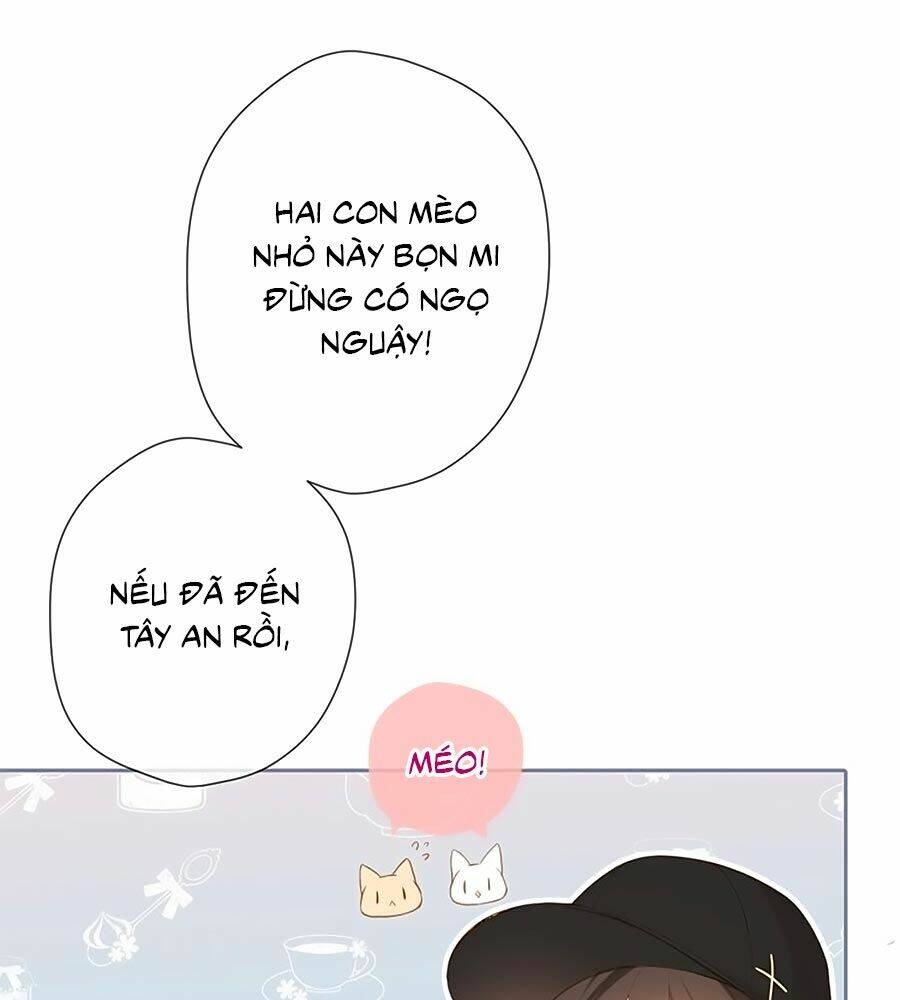 HAI CON MÈO
NHỎ NÀY BỌN MI
ĐỪNG CÓ NGỌ
NGUẬY!
NẾU ĐÃ ĐẾN
TÂY AN RỒI,
MÉO!